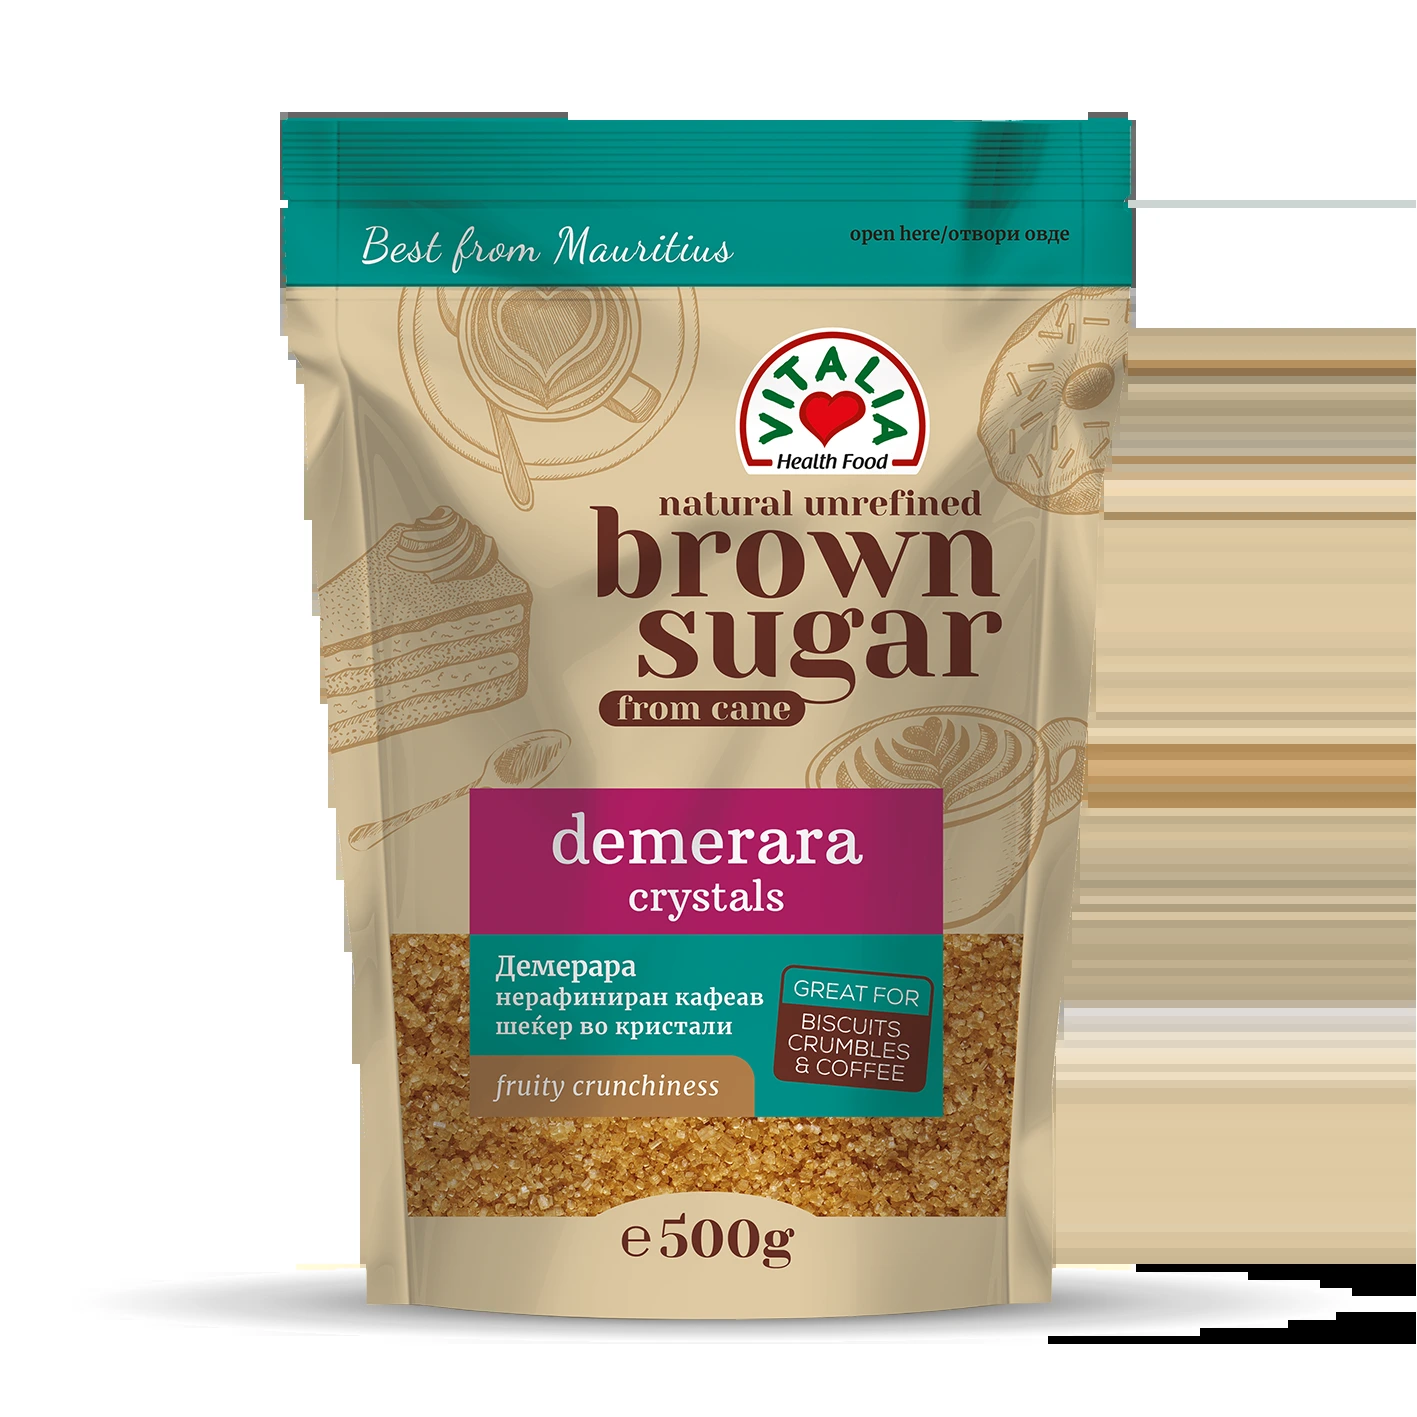 Best from Mauritius
open here/отвори овде
VITALIA
Health Food
natural unrefined
brown
sugar
from cane
demerara
crystals
Демерара
нерафиниран кафеав
шеќер во кристали
fruity crunchiness
GREAT FOR
BISCUITS
CRUMBLES
& COFFEE
℮500g